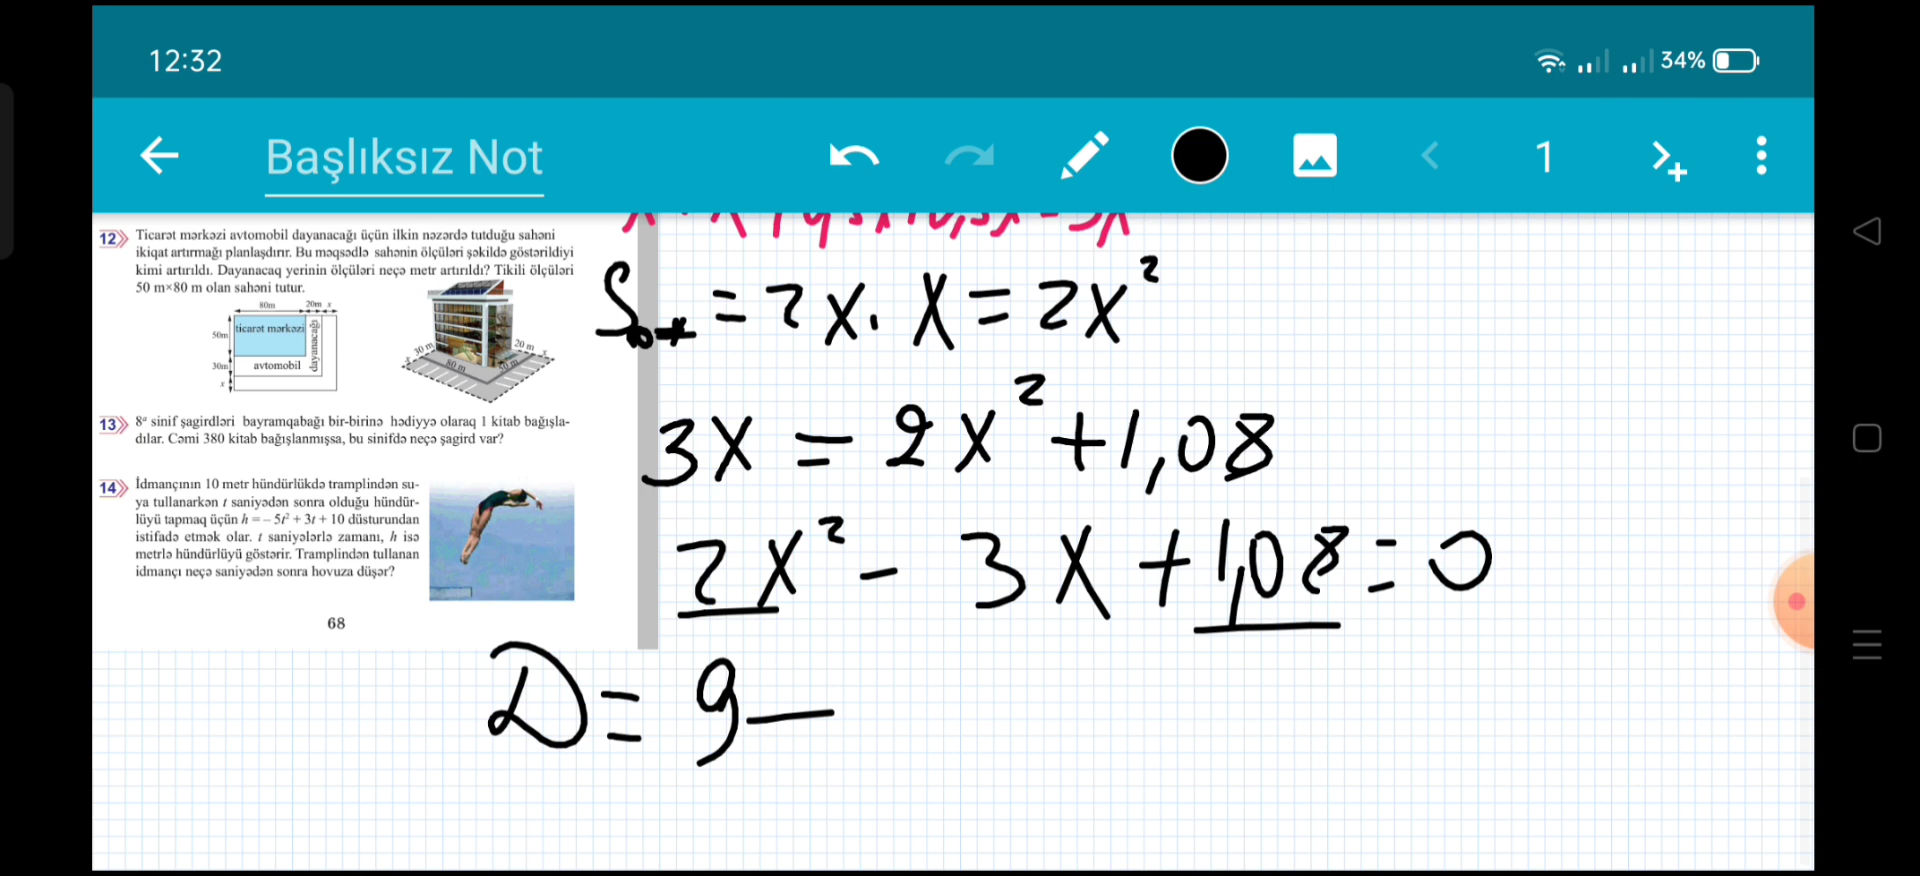 12:32
34%
Başlıksız Not
1
12 Ticarət mərkəzi avtomobil dayanacağı üçün ilkin nəzərdə tutduğu sahəni
ikiqat artırmağı planlaşdırır. Bu məqsədlə sahənin ölçüləri şəkildə göstərildiyi
kimi artırıldı. Dayanacaq yerinin ölçüləri neçə metr artırıldı? Tikili ölçüləri
50 m×80 m olan sahəni tutur.
80m 20m x
50m ticarət mərkəzi
30m avtomobil dayanacağı
x
x 30 m 80 m 20 m 20 m x
13 8ᵃ sinif şagirdləri bayramqabağı bir-birinə hədiyyə olaraq 1 kitab bağışla-
dılar. Cəmi 380 kitab bağışlanmışsa, bu sinifdə neçə şagird var?
14 İdmançının 10 metr hündürlükdə tramplindən su-
ya tullanarkən t saniyədən sonra olduğu hündür-
lüyü tapmaq üçün h = – 5t² + 3t + 10 düsturundan
istifadə etmək olar. t saniyələrlə zamanı, h isə
metrlə hündürlüyü göstərir. Tramplindən tullanan
idmançı neçə saniyədən sonra hovuza düşər?
68
= 2x. x = 2x²
3x = 2x² + 1,08
2x² - 3x + 1,08 = 0
D = 9 —